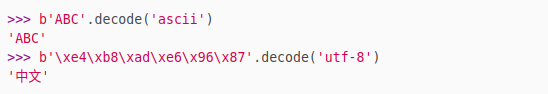 >>> b'ABC'.decode('ascii')
'ABC'
>>> b'\xe4\xb8\xad\xe6\x96\x87'.decode('utf-8')
'中文'